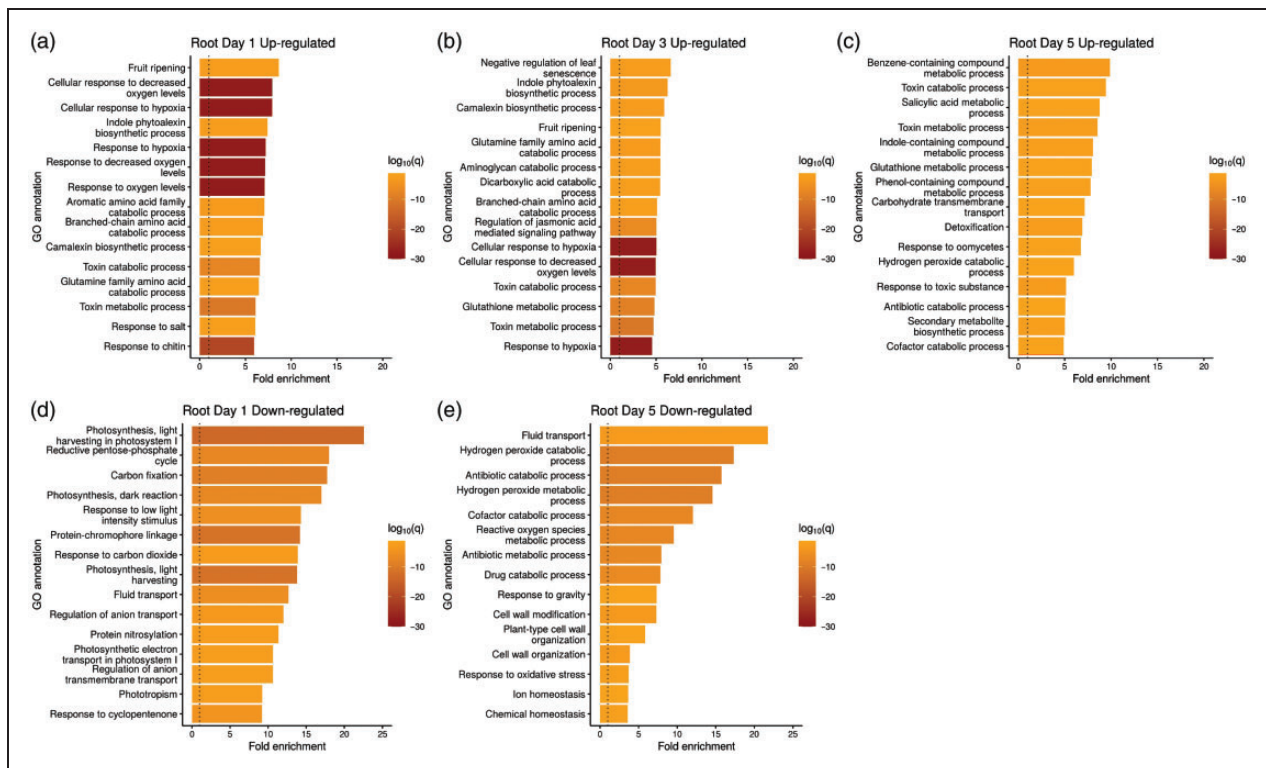 (a)
Root Day 1 Up-regulated
GO annotation
Fruit ripening
Cellular response to decreased
oxygen levels
Cellular response to hypoxia
Indole phytoalexin
biosynthetic process
Response to hypoxia
Response to decreased oxygen
levels
Response to oxygen levels
Aromatic amino acid family
catabolic process
Branched-chain amino acid
catabolic process
Camalexin biosynthetic process
Toxin catabolic process
Glutamine family amino acid
catabolic process
Toxin metabolic process
Response to salt
Response to chitin
0 5 10 15 20
Fold enrichment
log10(q)
-10
-20
-30
(b)
Root Day 3 Up-regulated
GO annotation
Negative regulation of leaf
senescence
Indole phytoalexin
biosynthetic process
Camalexin biosynthetic process
Fruit ripening
Glutamine family amino acid
catabolic process
Aminoglycan catabolic process
Dicarboxylic acid catabolic
process
Branched-chain amino acid
catabolic process
Regulation of jasmonic acid
mediated signaling pathway
Cellular response to hypoxia
Cellular response to decreased
oxygen levels
Toxin catabolic process
Glutathione metabolic process
Toxin metabolic process
Response to hypoxia
0 5 10 15 20
Fold enrichment
log10(q)
-10
-20
-30
(c)
Root Day 5 Up-regulated
GO annotation
Benzene-containing compound
metabolic process
Toxin catabolic process
Salicylic acid metabolic
process
Toxin metabolic process
Indole-containing compound
metabolic process
Glutathione metabolic process
Phenol-containing compound
metabolic process
Carbohydrate transmembrane
transport
Detoxification
Response to oomycetes
Hydrogen peroxide catabolic
process
Response to toxic substance
Antibiotic catabolic process
Secondary metabolite
biosynthetic process
Cofactor catabolic process
0 5 10 15 20
Fold enrichment
log10(q)
-10
-20
-30
(d)
Root Day 1 Down-regulated
GO annotation
Photosynthesis, light
harvesting in photosystem I
Reductive pentose-phosphate
cycle
Carbon fixation
Photosynthesis, dark reaction
Response to low light
intensity stimulus
Protein-chromophore linkage
Response to carbon dioxide
Photosynthesis, light
harvesting
Fluid transport
Regulation of anion transport
Protein nitrosylation
Photosynthetic electron
transport in photosystem I
Regulation of anion
transmembrane transport
Phototropism
Response to cyclopentenone
0 5 10 15 20 25
Fold enrichment
log10(q)
-10
-20
-30
(e)
Root Day 5 Down-regulated
GO annotation
Fluid transport
Hydrogen peroxide catabolic
process
Antibiotic catabolic process
Hydrogen peroxide metabolic
process
Cofactor catabolic process
Reactive oxygen species
metabolic process
Antibiotic metabolic process
Drug catabolic process
Response to gravity
Cell wall modification
Plant-type cell wall
organization
Cell wall organization
Response to oxidative stress
Ion homeostasis
Chemical homeostasis
0 5 10 15 20 25
Fold enrichment
log10(q)
-10
-20
-30